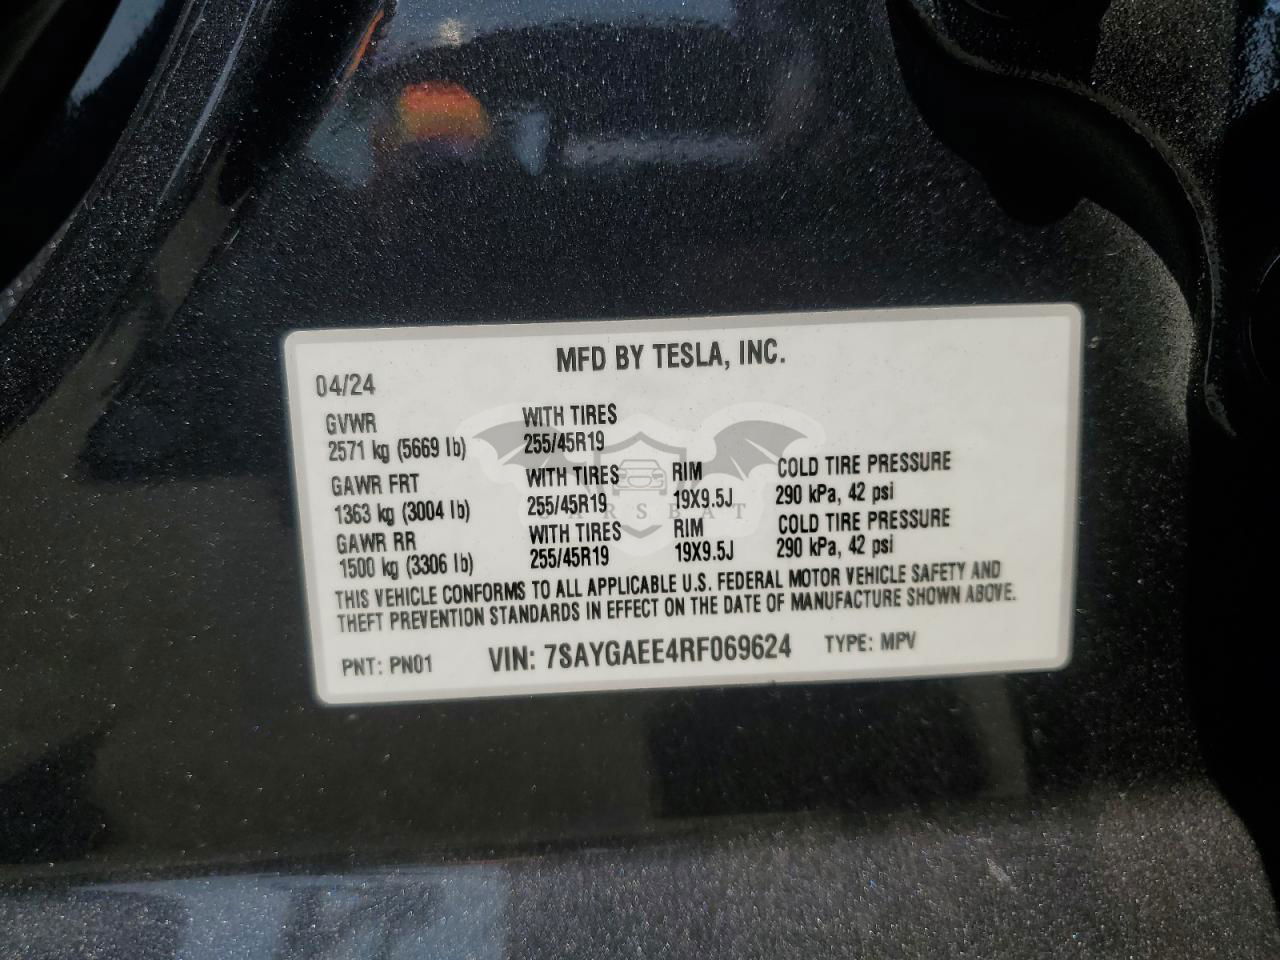 MFD BY TESLA, INC.
04/24
GVWR WITH TIRES
2571 kg (5669 lb) 255/45R19
GAWR FRT WITH TIRES RIM COLD TIRE PRESSURE
1363 kg (3004 lb) 255/45R19 19X9.5J 290 kPa, 42 psi
GAWR RR WITH TIRES RIM COLD TIRE PRESSURE
1500 kg (3306 lb) 255/45R19 19X9.5J 290 kPa, 42 psi
THIS VEHICLE CONFORMS TO ALL APPLICABLE U.S. FEDERAL MOTOR VEHICLE SAFETY AND
THEFT PREVENTION STANDARDS IN EFFECT ON THE DATE OF MANUFACTURE SHOWN ABOVE.
PNT: PN01 VIN: 7SAYGAEE4RF069624 TYPE: MPV
CARSBAT